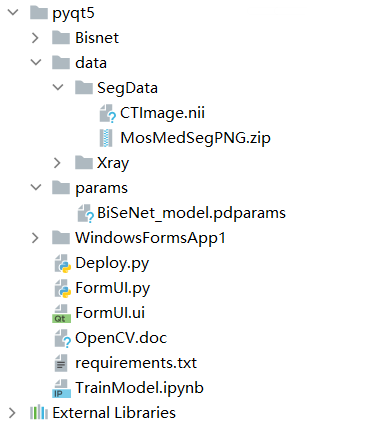 pyqt5
Bisnet
data
SegData
CTImage.nii
MosMedSegPNG.zip
Xray
params
BiSeNet_model.pdparams
WindowsFormsApp1
Deploy.py
FormUI.py
FormUI.ui
OpenCV.doc
requirements.txt
TrainModel.ipynb
External Libraries